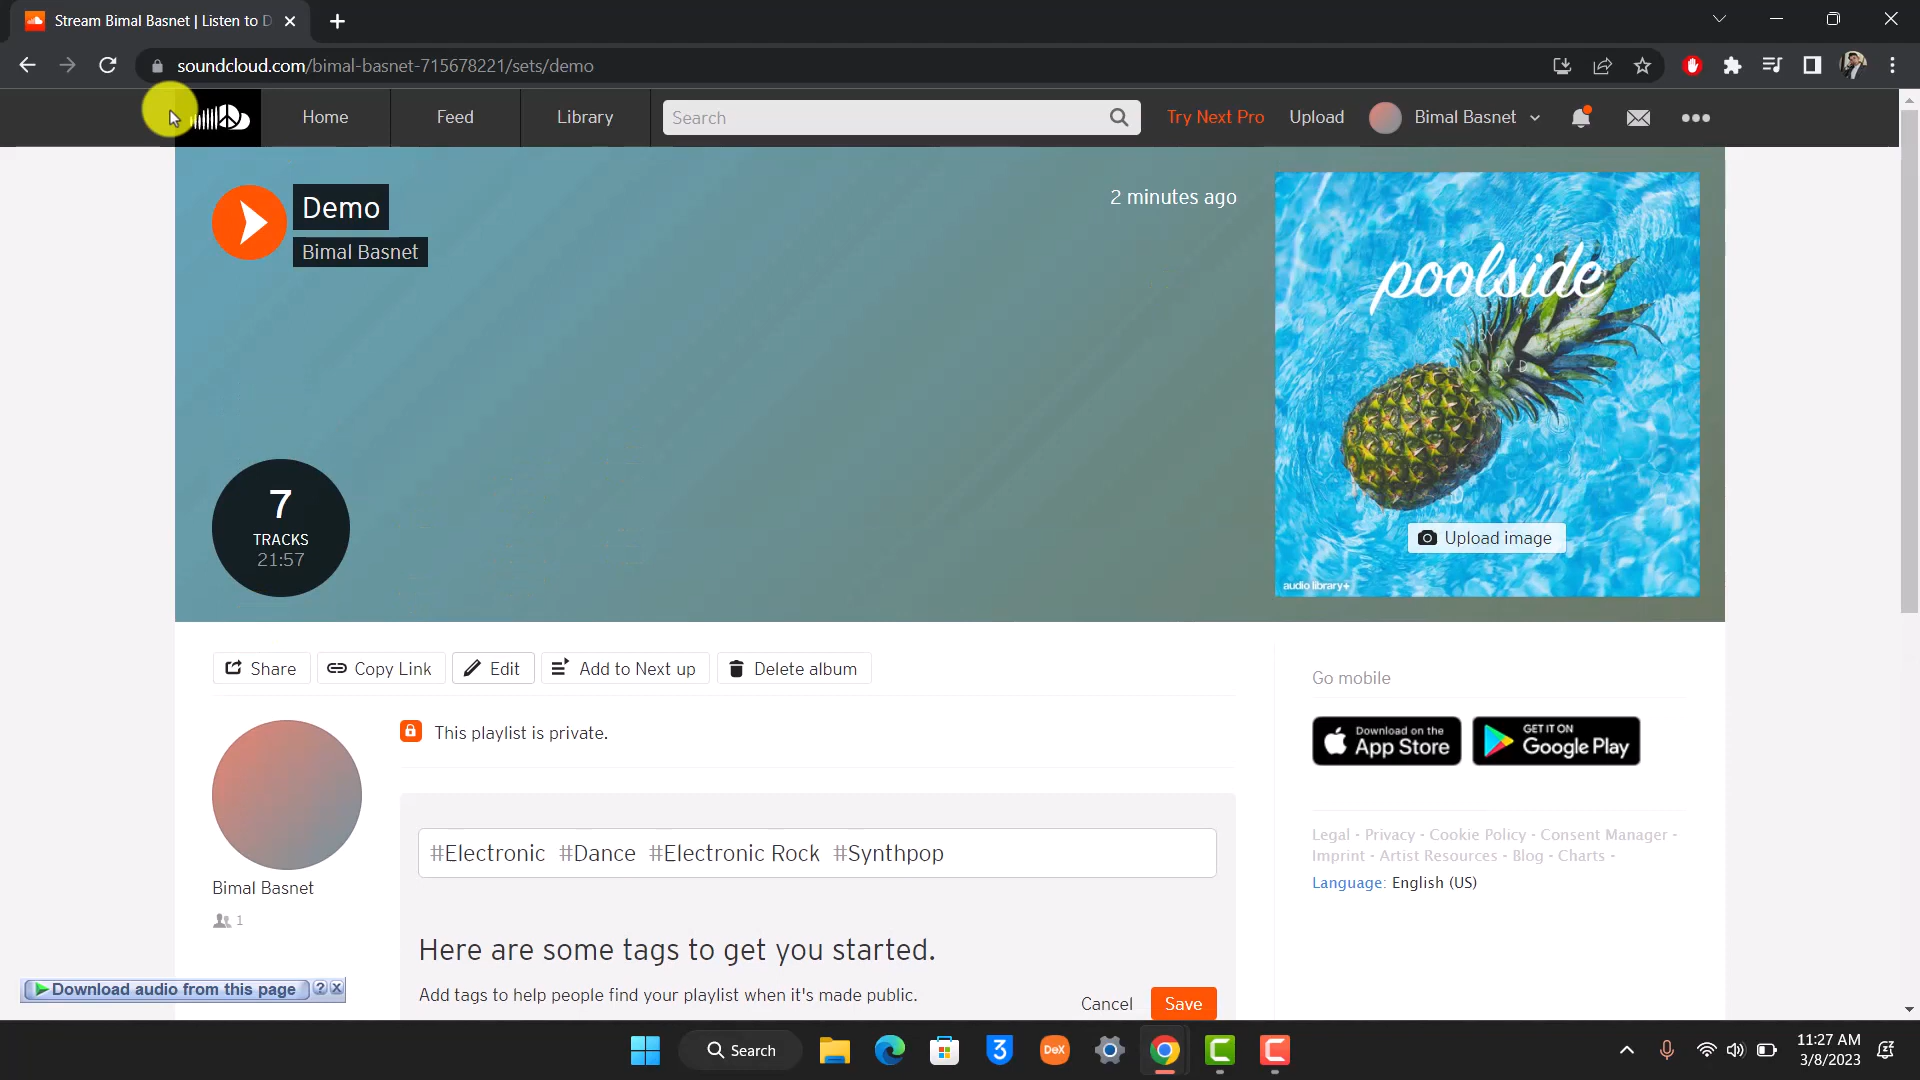 Stream Bimal Basnet | Listen to D
soundcloud.com/bimal-basnet-715678221/sets/demo
Home
Feed
Library
Search
Try Next Pro
Upload
Bimal Basnet
Demo
Bimal Basnet
2 minutes ago
poolside
7
TRACKS
21:57
Upload image
audio library+
Share
Copy Link
Edit
Add to Next up
Delete album
Go mobile
This playlist is private.
Download on the
App Store
GET IT ON
Google Play
Legal - Privacy - Cookie Policy - Consent Manager -
Imprint - Artist Resources - Blog - Charts -
Language: English (US)
#Electronic #Dance #Electronic Rock #Synthpop
Bimal Basnet
1
Here are some tags to get you started.
Add tags to help people find your playlist when it's made public.
Cancel
Save
Download audio from this page
Search
3
DeX
11:27 AM
3/8/2023